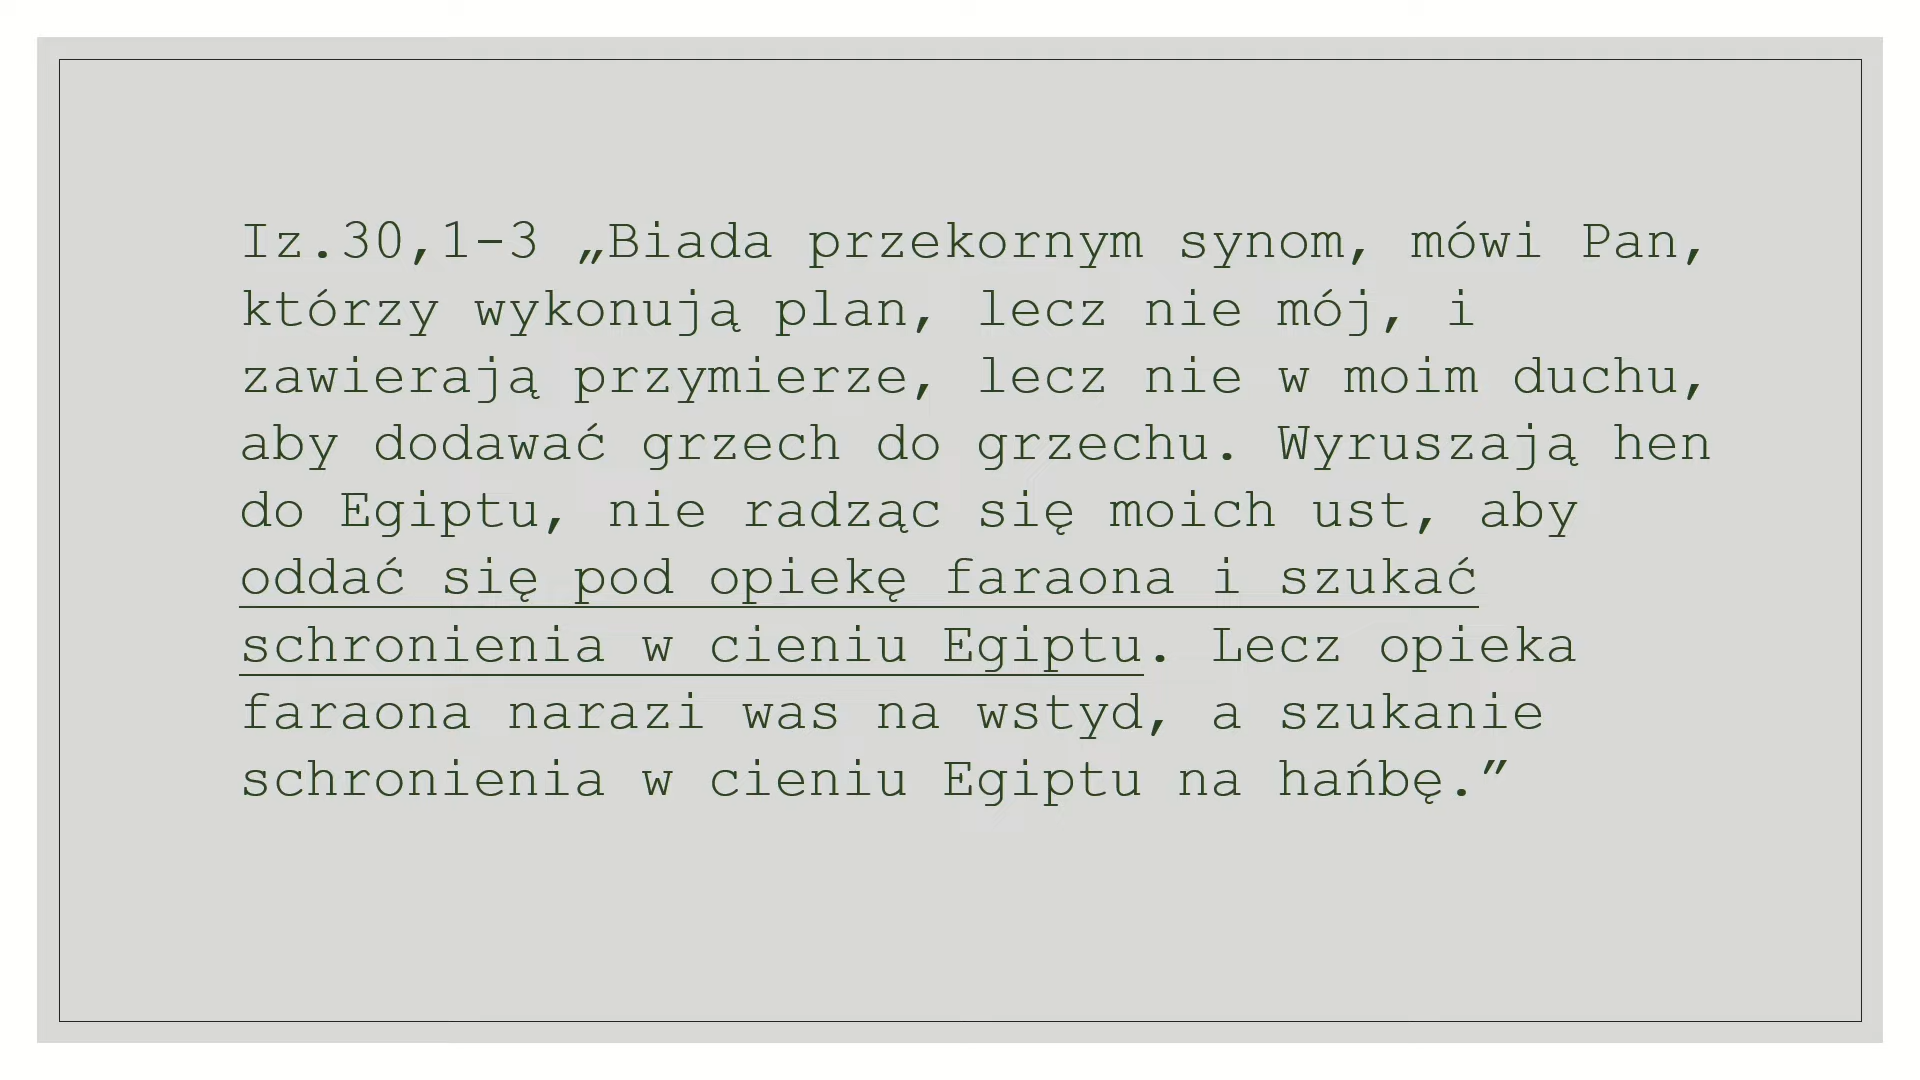 Iz.30,1-3 „Biada przekornym synom, mówi Pan,
którzy wykonują plan, lecz nie mój, i
zawierają przymierze, lecz nie w moim duchu,
aby dodawać grzech do grzechu. Wyruszają hen
do Egiptu, nie radząc się moich ust, aby
oddać się pod opiekę faraona i szukać
schronienia w cieniu Egiptu. Lecz opieka
faraona narazi was na wstyd, a szukanie
schronienia w cieniu Egiptu na hańbę.”